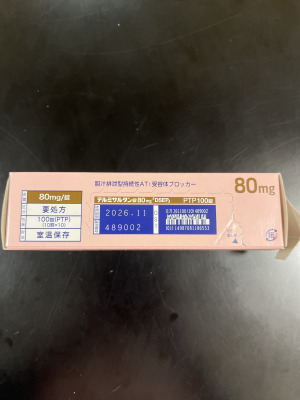 胆汁排泄型持続性AT₁受容体ブロッカー
80mg
80mg/錠
要処方
100錠(PTP)
(10錠×10)
室温保存
テルミサルタン錠80mg「DSEP」 PTP100錠
2026.11
489002